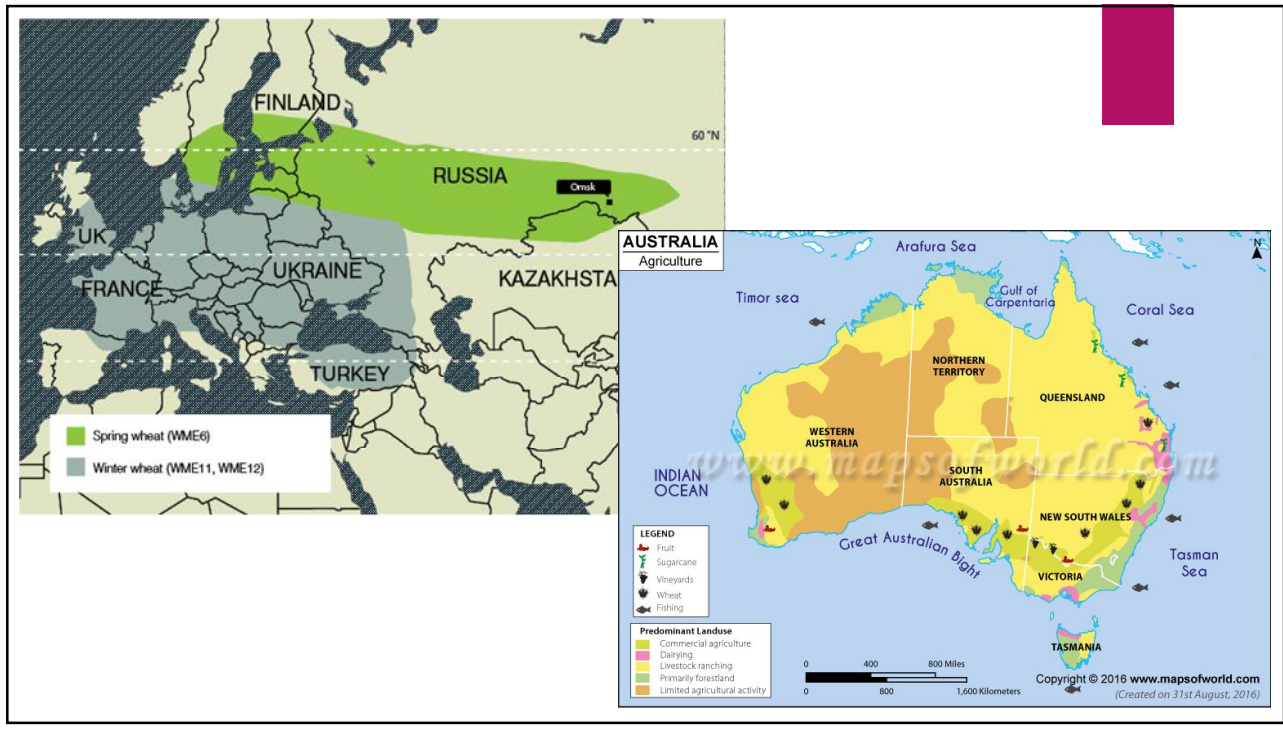 FINLAND
60 °N
RUSSIA
Omsk
UK
UKRAINE
FRANCE
KAZAKHSTA
TURKEY
Spring wheat (WME6)
Winter wheat (WME11, WME12)
AUSTRALIA
Agriculture
Arafura Sea
N
Timor sea
Gulf of
Carpentaria
Coral Sea
NORTHERN
TERRITORY
QUEENSLAND
WESTERN
AUSTRALIA
www.mapsofworld.com
SOUTH
AUSTRALIA
INDIAN
OCEAN
NEW SOUTH WALES
Great Australian Bight
Tasman
Sea
VICTORIA
TASMANIA
LEGEND
Fruit
Sugarcane
Vineyards
Wheat
Fishing
Predominant Landuse
Commercial agriculture
Dairying
Livestock ranching
Primarily forestland
Limited agricultural activity
0 400 800 Miles
0 800 1,600 Kilometers
Copyright © 2016 www.mapsofworld.com
(Created on 31st August, 2016)